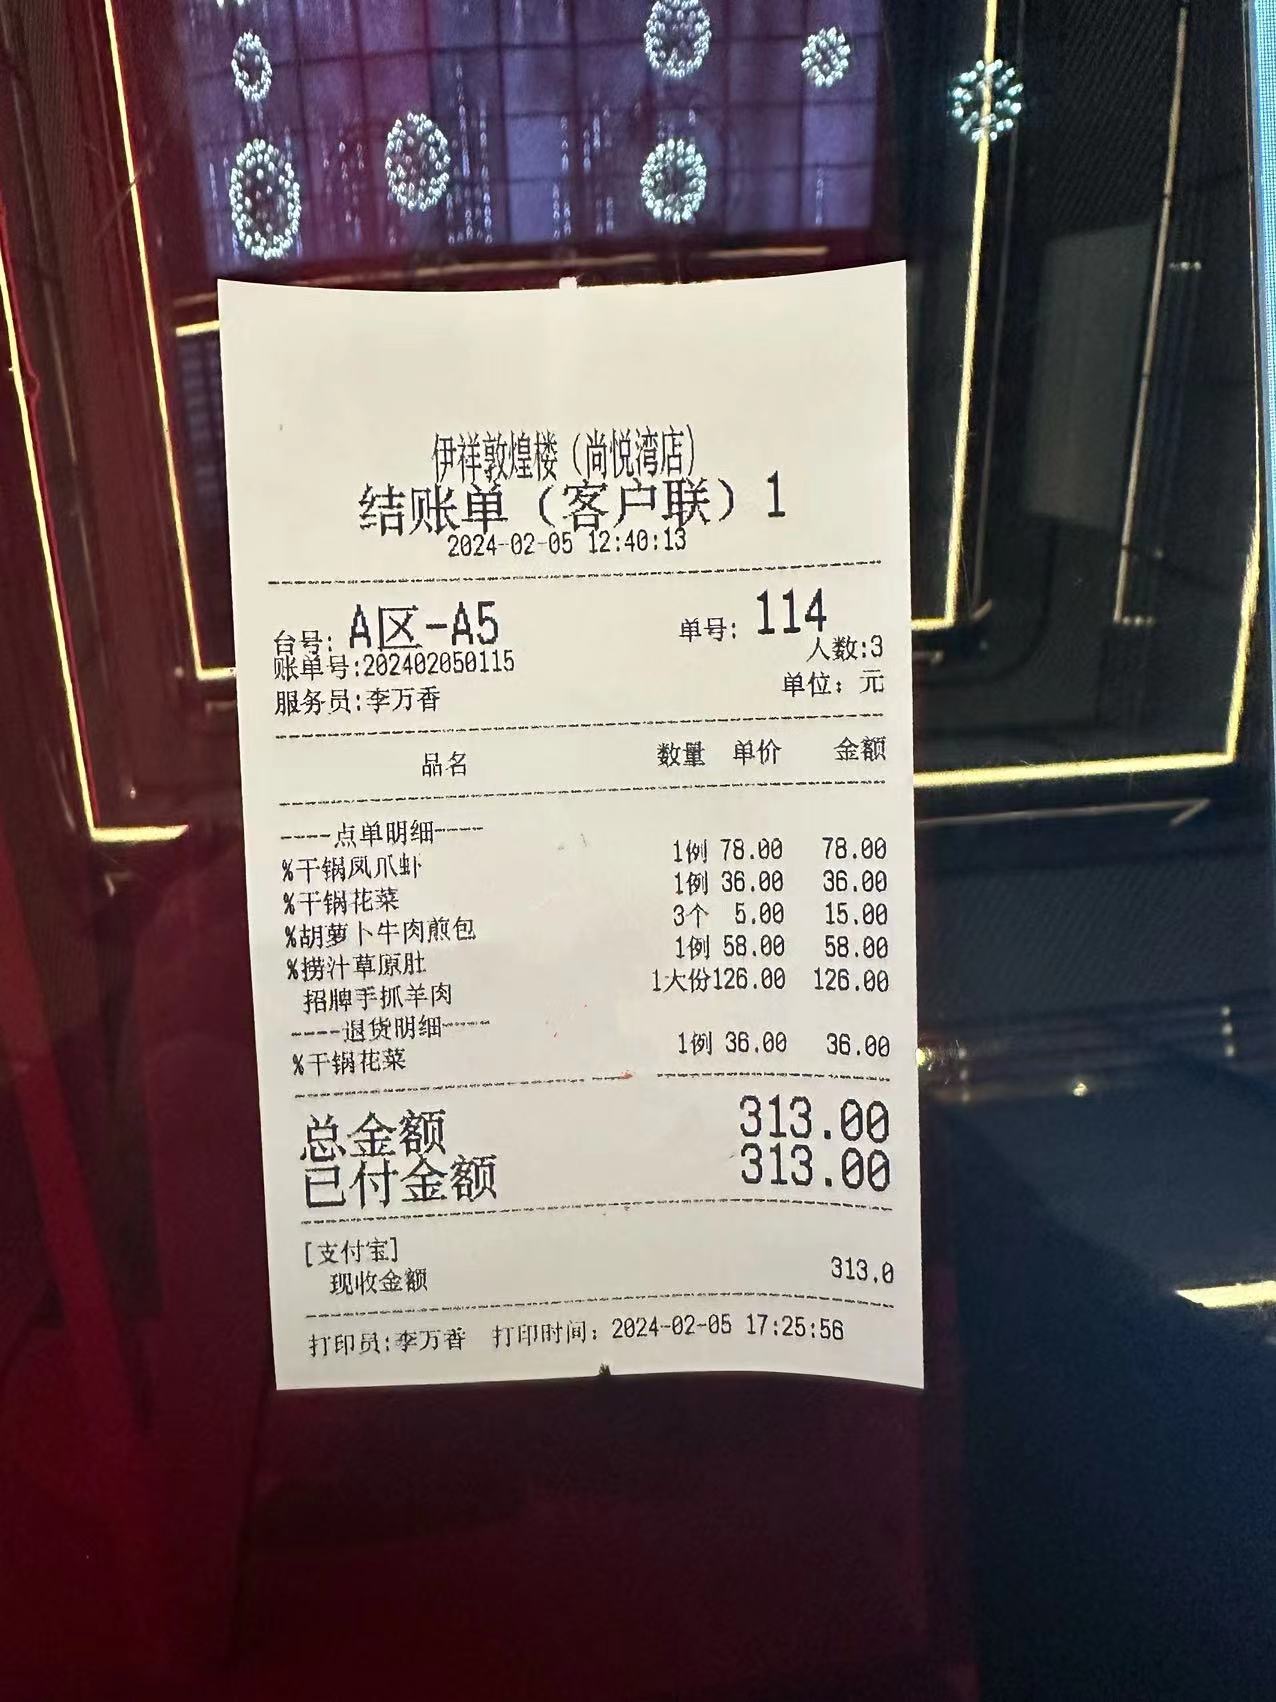 伊祥敦煌楼（尚悦湾店）
结账单（客户联）1
2024-02-05 12:40:13
台号: A区-A5 单号: 114
人数:3
账单号:202402050115
服务员:李万香 单位：元
品名 数量 单价 金额
----点单明细----
%干锅凤爪虾 1例 78.00 78.00
%干锅花菜 1例 36.00 36.00
%胡萝卜牛肉煎包 3个 5.00 15.00
%捞汁草原肚 1例 58.00 58.00
招牌手抓羊肉 1大份 126.00 126.00
----退货明细----
%干锅花菜 1例 36.00 36.00
总金额 313.00
已付金额 313.00
[支付宝]
现收金额 313.0
打印员:李万香 打印时间：2024-02-05 17:25:56